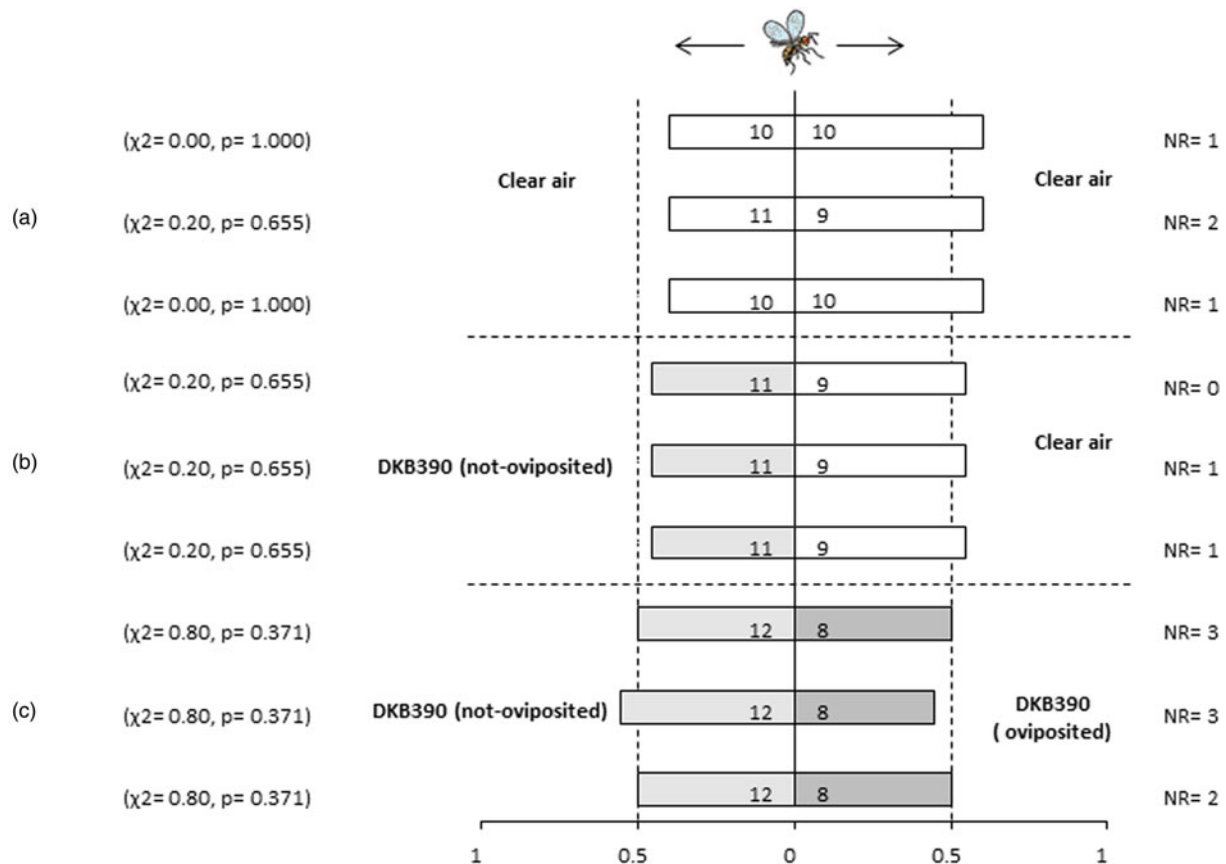 (χ2= 0.00, p= 1.000) 10 10 NR= 1
Clear air Clear air
(a) (χ2= 0.20, p= 0.655) 11 9 NR= 2
(χ2= 0.00, p= 1.000) 10 10 NR= 1
(χ2= 0.20, p= 0.655) 11 9 NR= 0
Clear air
(b) (χ2= 0.20, p= 0.655) DKB390 (not-oviposited) 11 9 NR= 1
(χ2= 0.20, p= 0.655) 11 9 NR= 1
(χ2= 0.80, p= 0.371) 12 8 NR= 3
(c) (χ2= 0.80, p= 0.371) DKB390 (not-oviposited) 12 8 DKB390 NR= 3
( oviposited)
(χ2= 0.80, p= 0.371) 12 8 NR= 2
1 0.5 0 0.5 1